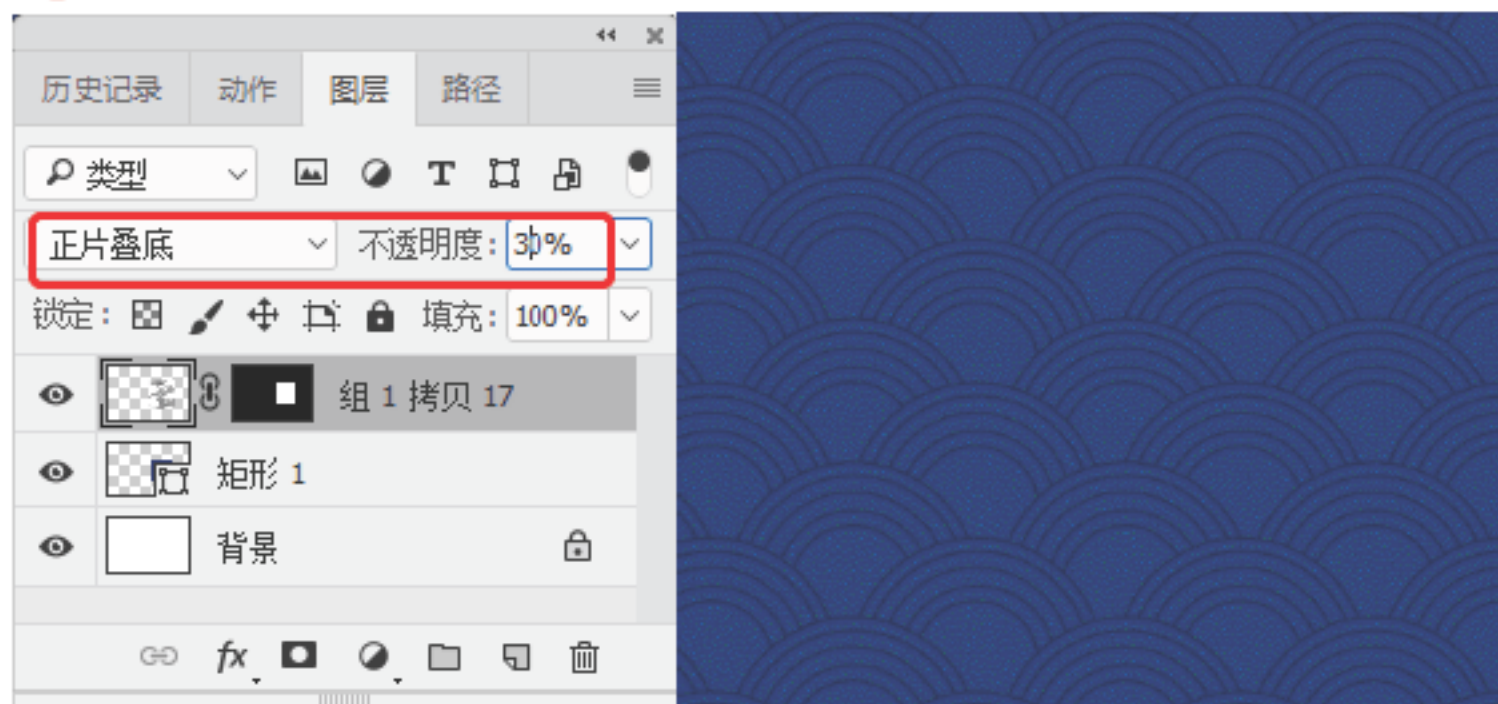 历史记录 动作 图层 路径
类型
正片叠底 不透明度: 30%
锁定: 填充: 100%
组 1 拷贝 17
矩形 1
背景
fx